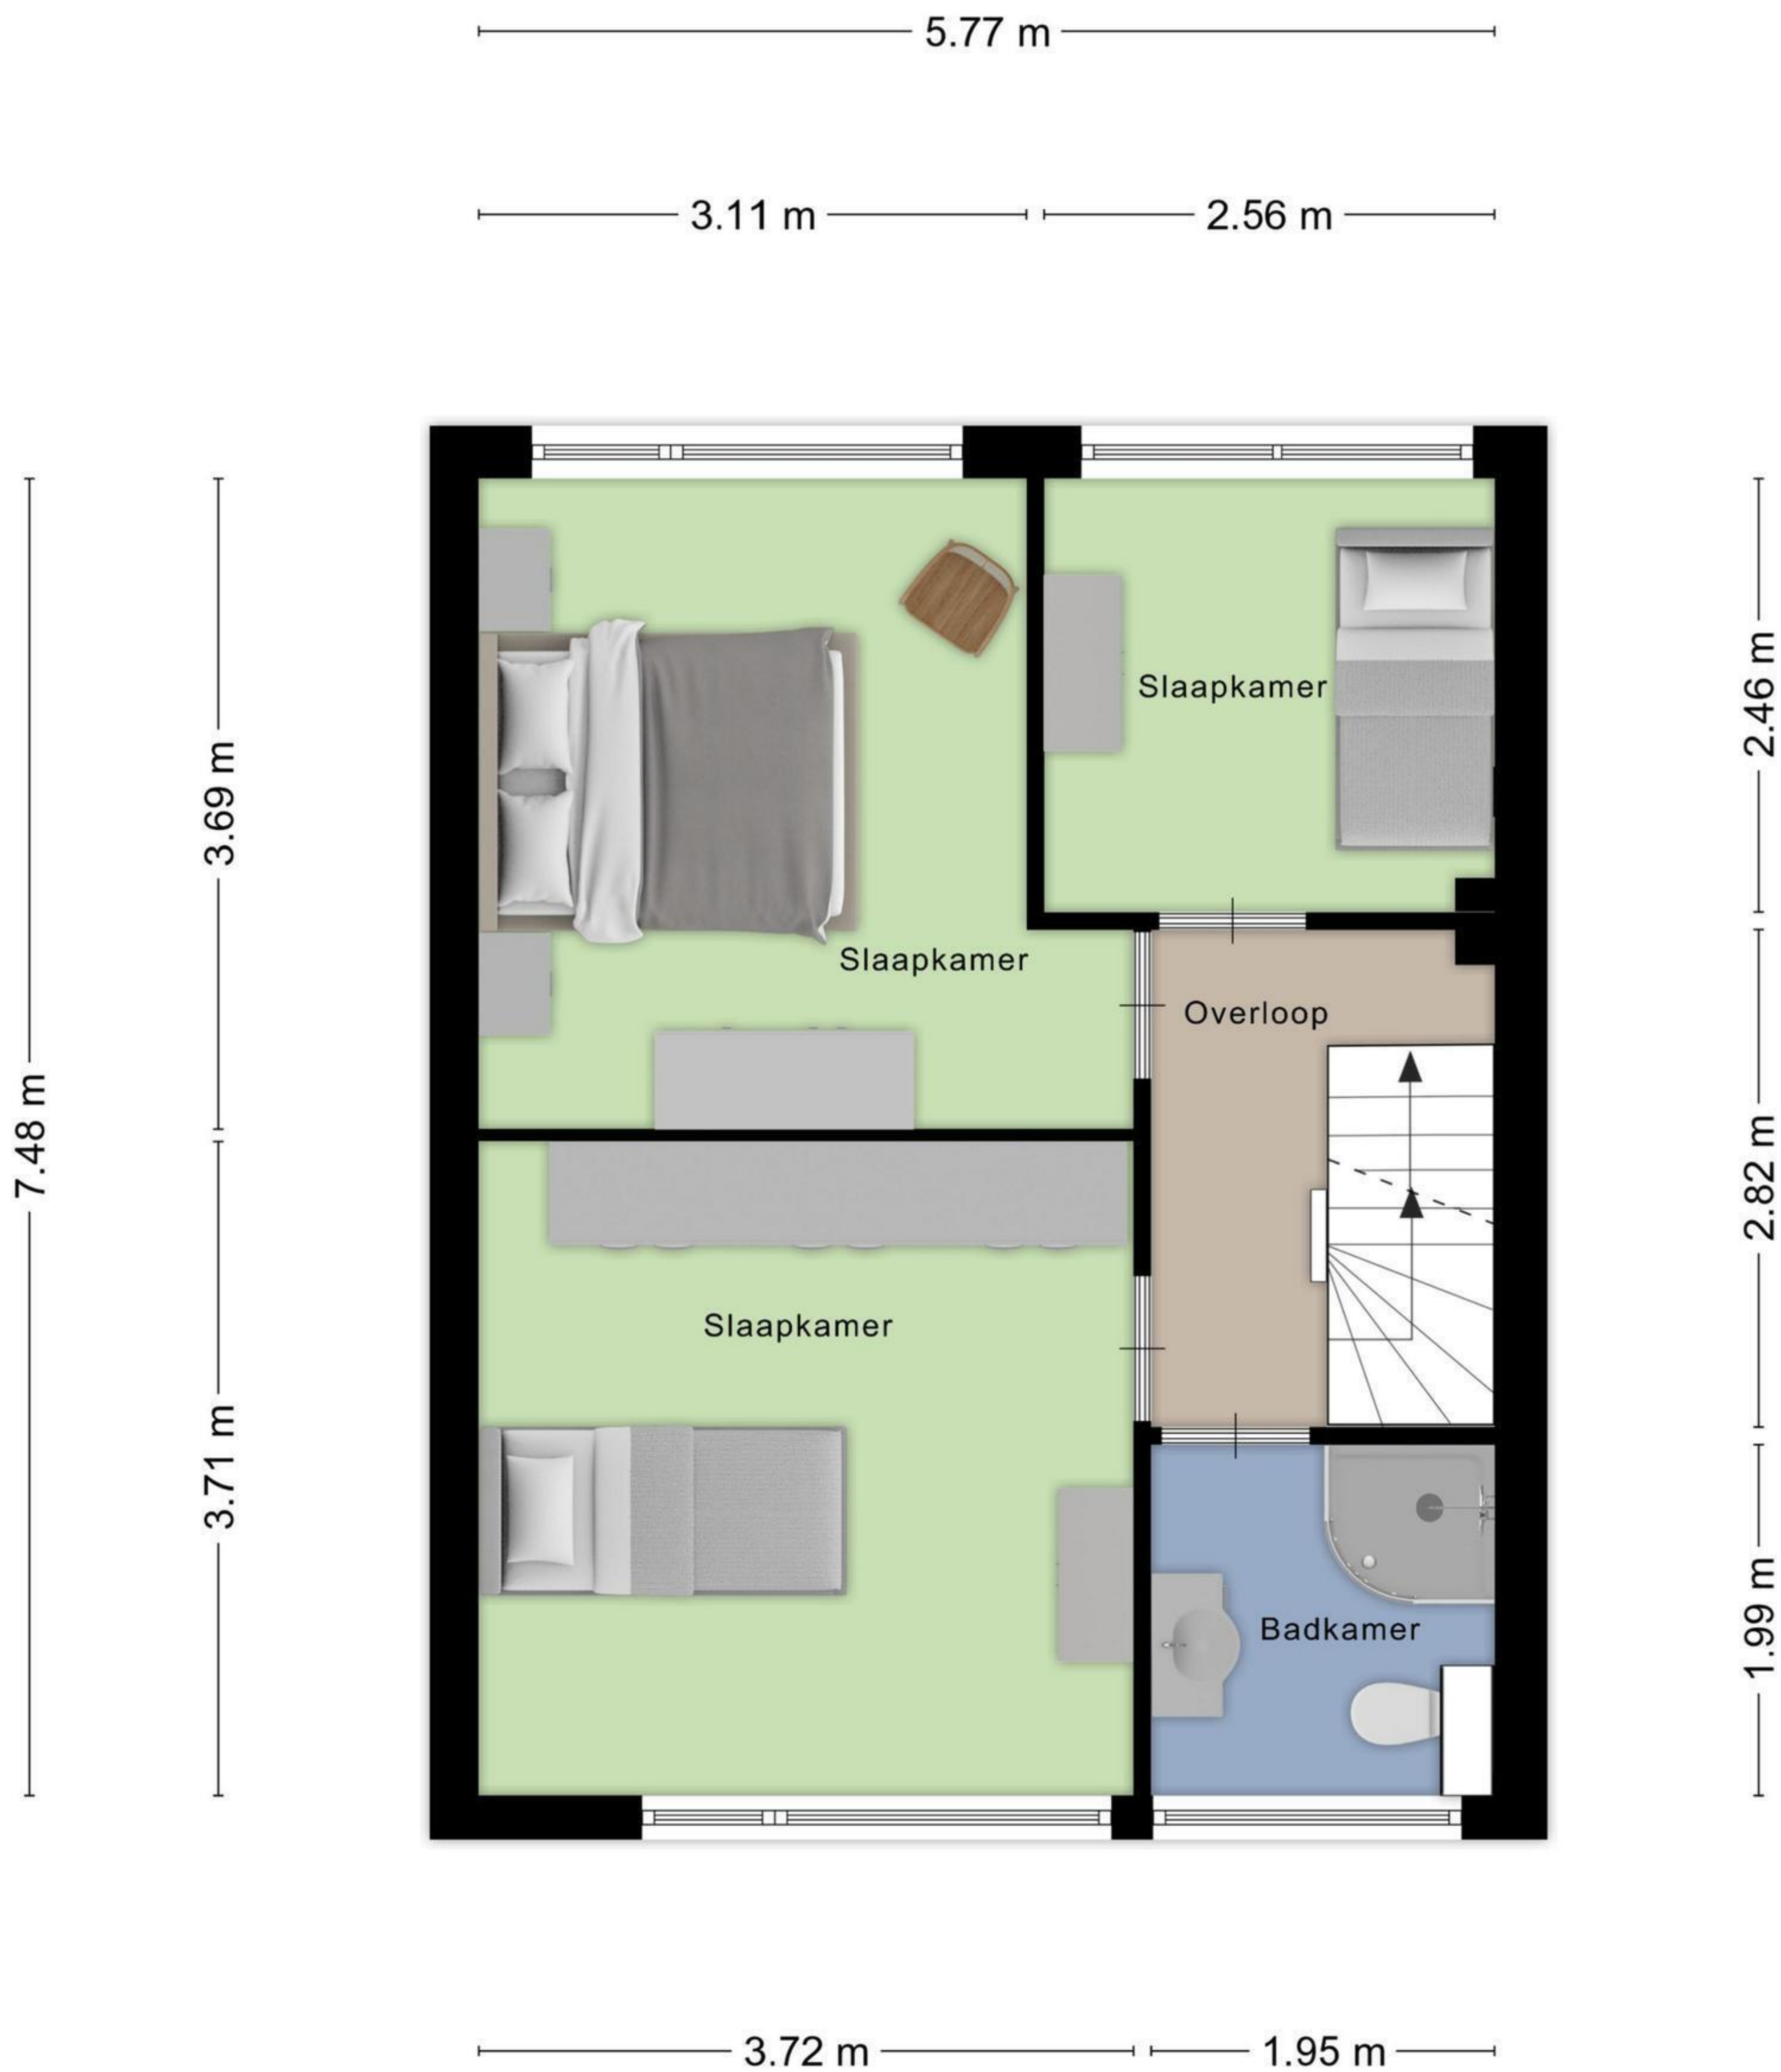 5.77 m
3.11 m
2.56 m
7.48 m
3.69 m
3.71 m
2.46 m
2.82 m
1.99 m
Slaapkamer
Slaapkamer
Overloop
Slaapkamer
Badkamer
3.72 m
1.95 m